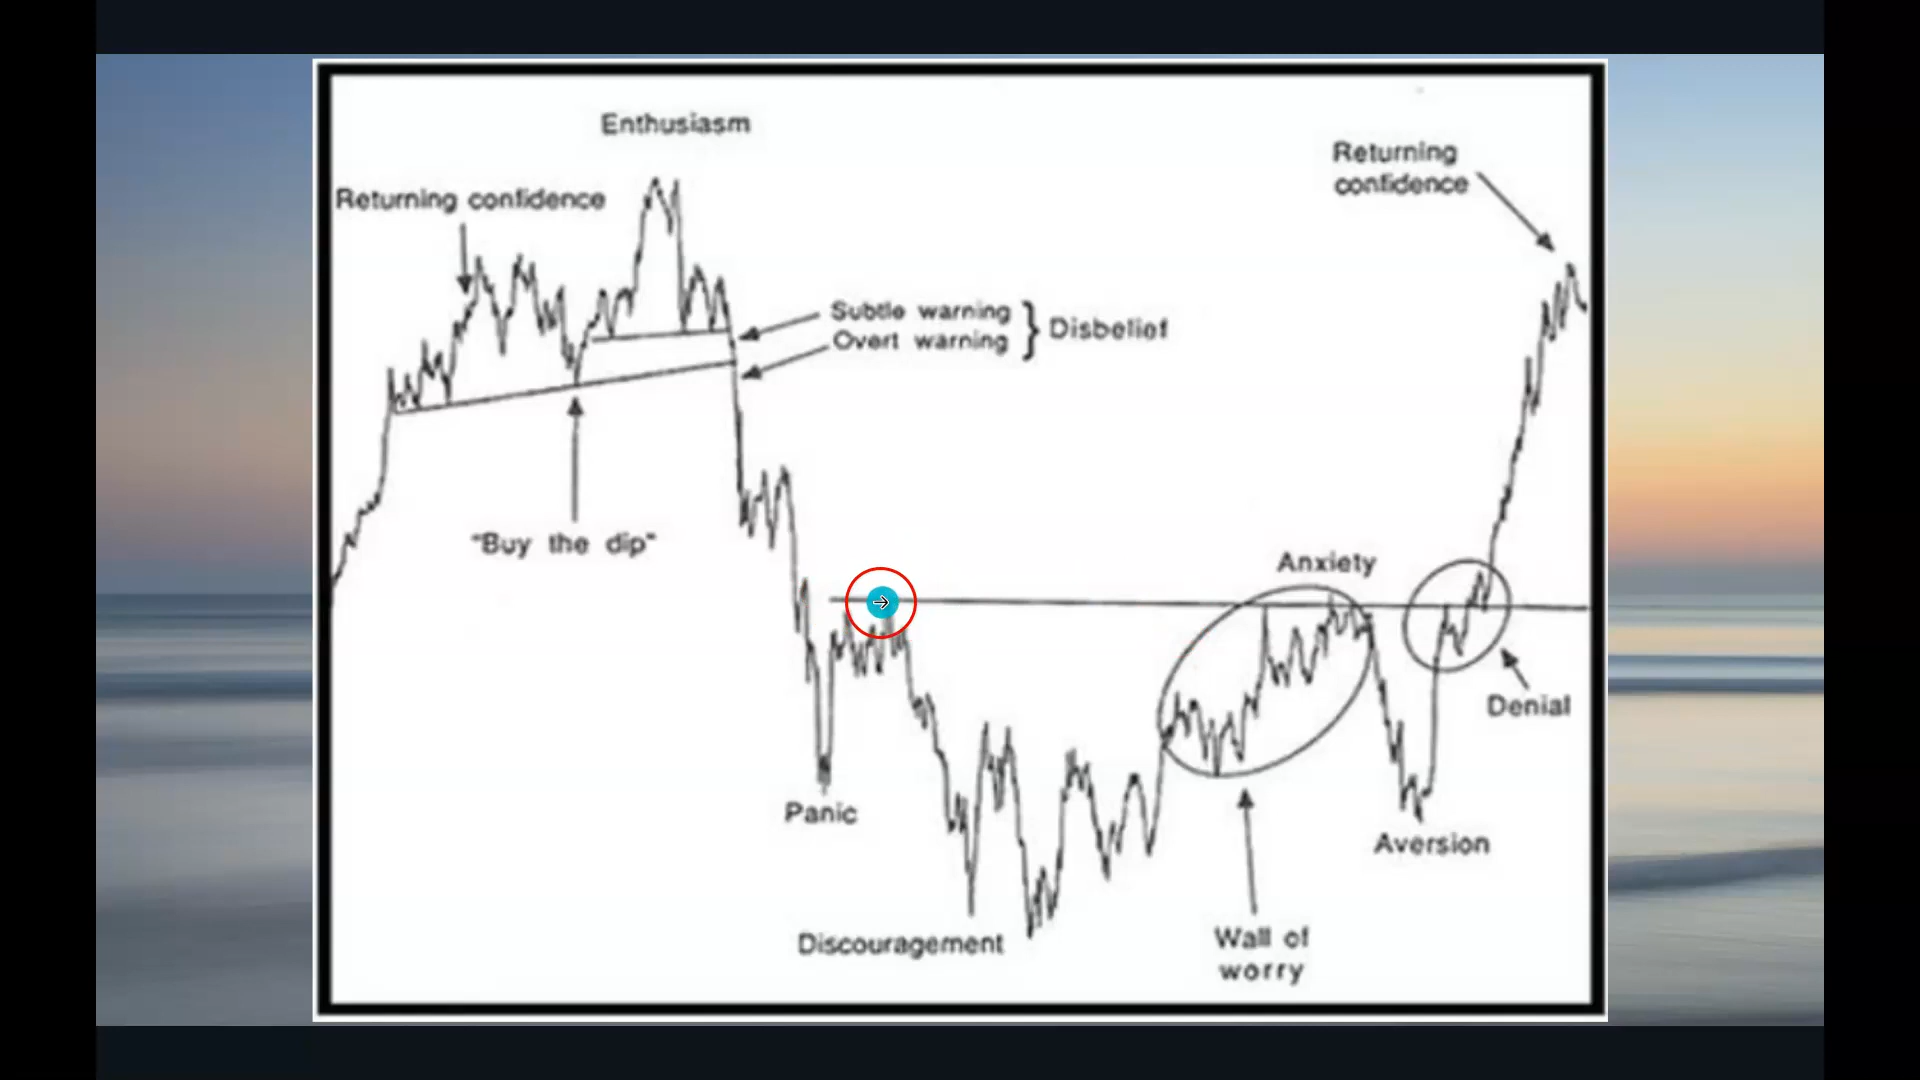 Enthusiasm
Returning confidence
Returning
confidence
Subtle warning
Overt warning
Disbelief
"Buy the dip"
Anxiety
Denial
Panic
Aversion
Discouragement
Wall of
worry